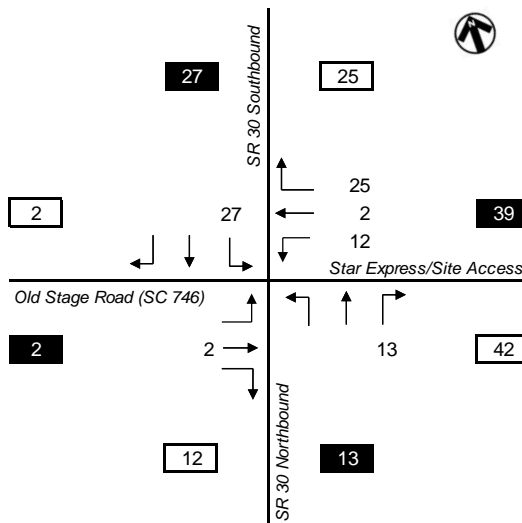 N
27
25
SR 30 Southbound
25
2
27
2
39
12
Star Express/Site Access
Old Stage Road (SC 746)
2
2
13
42
12
13
SR 30 Northbound